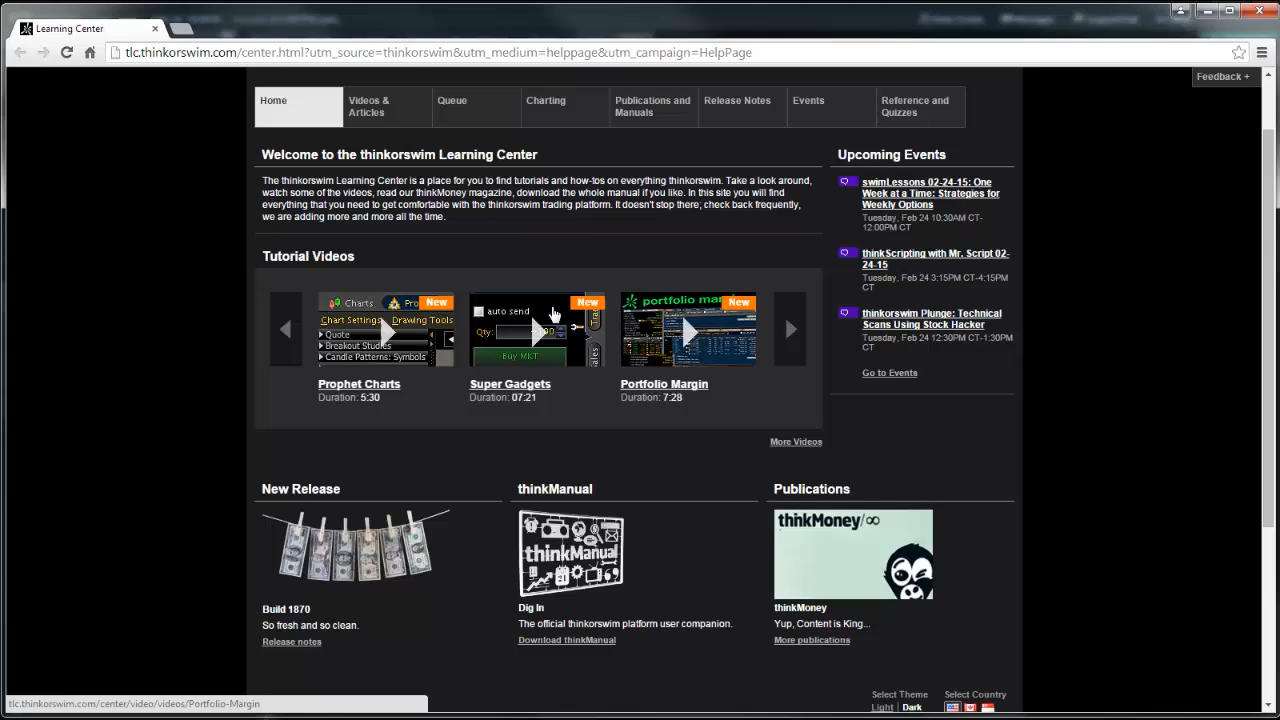 Learning Center
tlc.thinkorswim.com/center.html?utm_source=thinkorswim&utm_medium=helppage&utm_campaign=HelpPage
Feedback +
Home
Videos & Articles
Queue
Charting
Publications and Manuals
Release Notes
Events
Reference and Quizzes
Welcome to the thinkorswim Learning Center
The thinkorswim Learning Center is a place for you to find tutorials and how-tos on everything thinkorswim. Take a look around,
watch some of the videos, read our thinkMoney magazine, download the whole manual if you like. In this site you will find
everything that you need to get comfortable with the thinkorswim trading platform. It doesn't stop there; check back frequently,
we are adding more and more all the time.
Upcoming Events
swimLessons 02-24-15: One
Week at a Time: Strategies for
Weekly Options
Tuesday, Feb 24 10:30AM CT-
12:00PM CT
thinkScripting with Mr. Script 02-
24-15
Tuesday, Feb 24 3:15PM CT-4:15PM
CT
thinkorswim Plunge: Technical
Scans Using Stock Hacker
Tuesday, Feb 24 12:30PM CT-1:30PM
CT
Go to Events
Tutorial Videos
Charts
New
Chart Settings
Drawing Tools
Quote
Breakout Studies
Candle Patterns: Symbols
Prophet Charts
Duration: 5:30
auto send
New
Qty:
Buy MKT
Super Gadgets
Duration: 07:21
New
Portfolio Margin
Duration: 7:28
More Videos
New Release
Build 1870
So fresh and so clean.
Release notes
thinkManual
thinkManual
Dig In
The official thinkorswim platform user companion.
Download thinkManual
Publications
thinkMoney/∞
thinkMoney
Yup, Content is King...
More publications
Select Theme
Light | Dark
Select Country
tlc.thinkorswim.com/center/video/videos/Portfolio-Margin